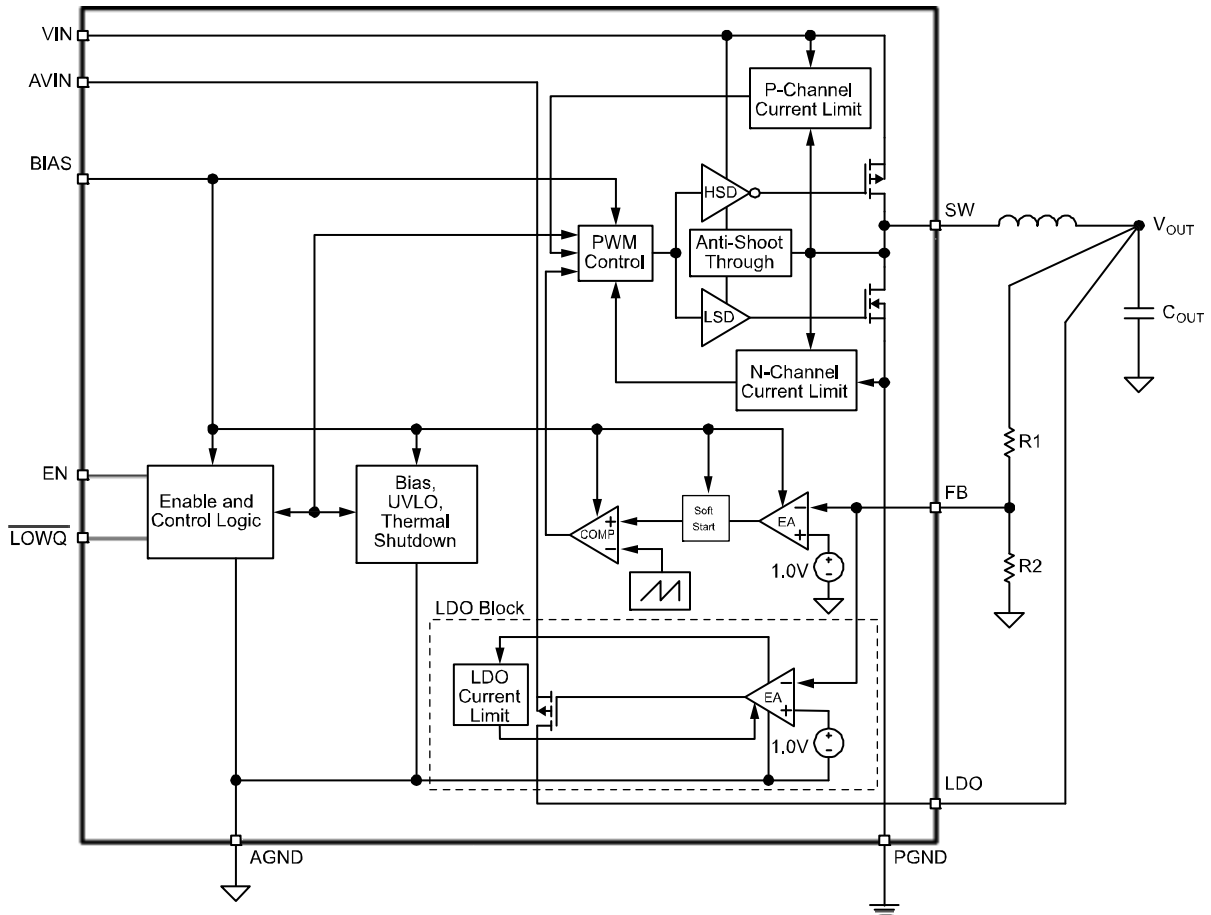 VIN
AVIN
BIAS
P-Channel
Current Limit
HSD
SW
VOUT
PWM
Control
Anti-Shoot
Through
LSD
COUT
N-Channel
Current Limit
R1
EN
Enable and
Control Logic
LOWQ
Bias,
UVLO,
Thermal
Shutdown
+
COMP
−
Soft
Start
−
EA
+
FB
1.0V
+
−
R2
LDO Block
LDO
Current
Limit
−
EA
+
1.0V
+
−
LDO
AGND
PGND